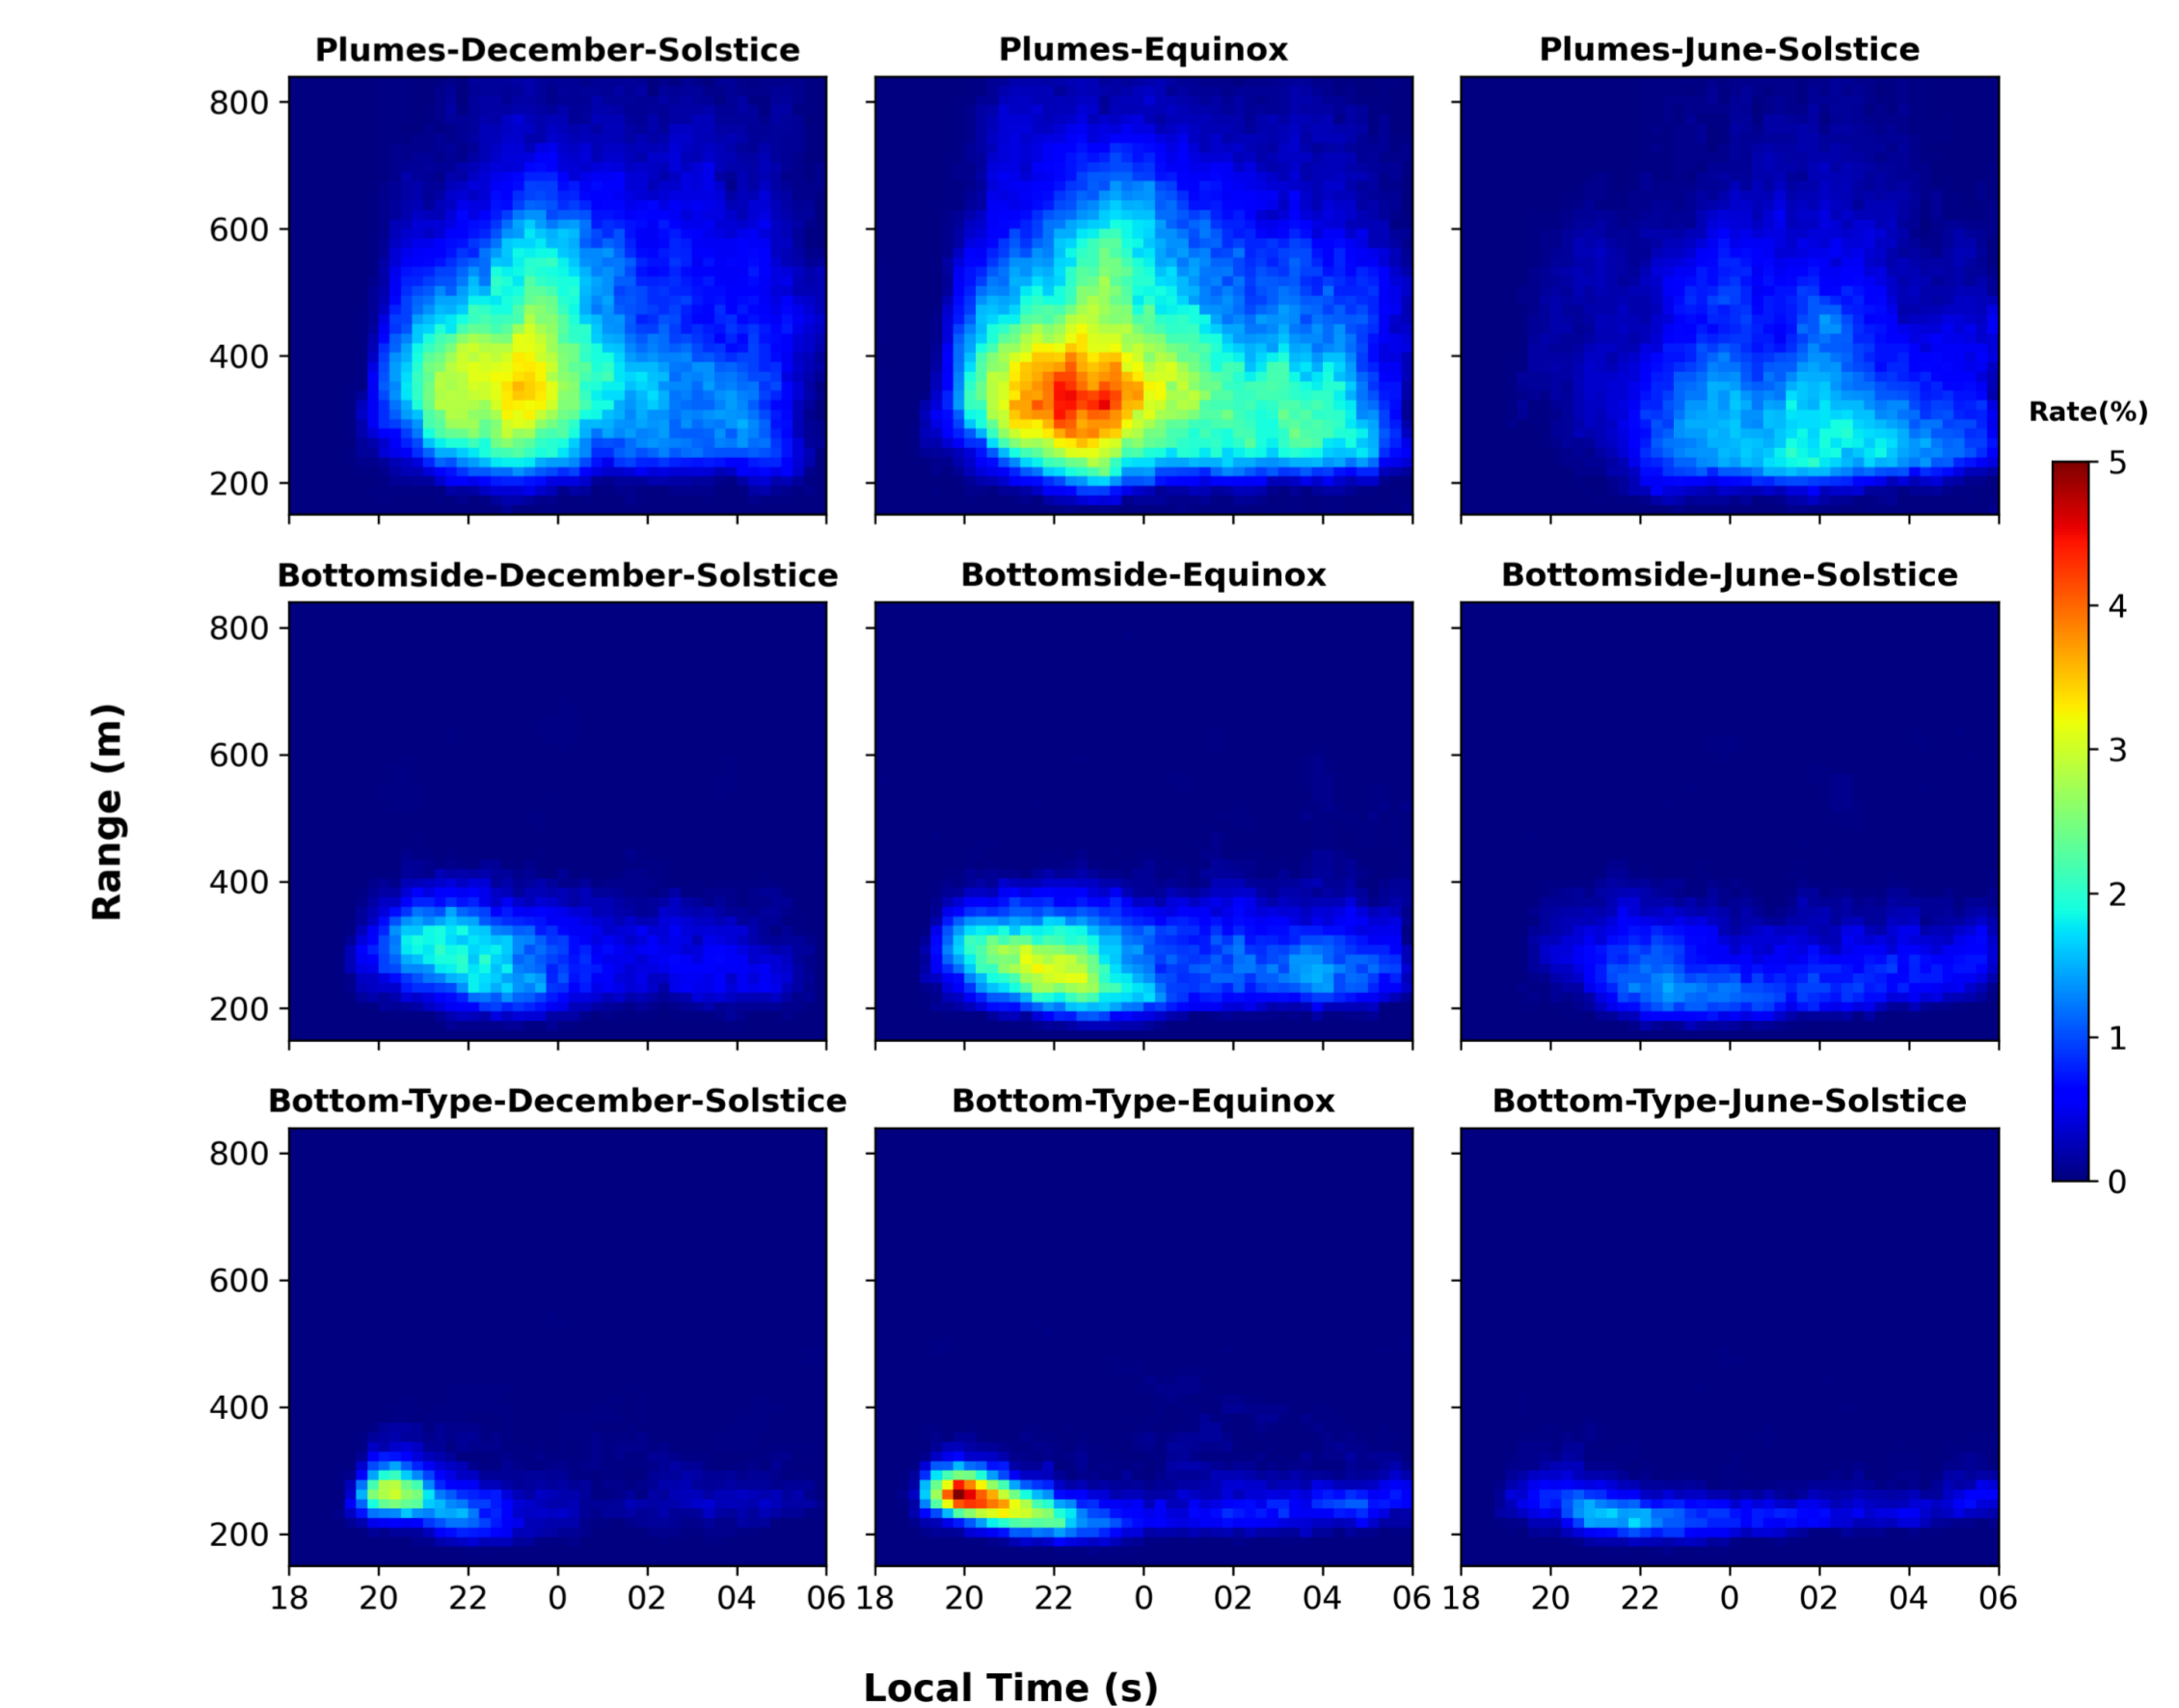 Plumes-December-Solstice
Plumes-Equinox
Plumes-June-Solstice
800
600
400
200
Rate(%)
5
4
3
2
1
0
Bottomside-December-Solstice
Bottomside-Equinox
Bottomside-June-Solstice
800
600
400
200
Range (m)
Bottom-Type-December-Solstice
Bottom-Type-Equinox
Bottom-Type-June-Solstice
800
600
400
200
18 20 22 0 02 04 06
18 20 22 0 02 04 06
18 20 22 0 02 04 06
Local Time (s)